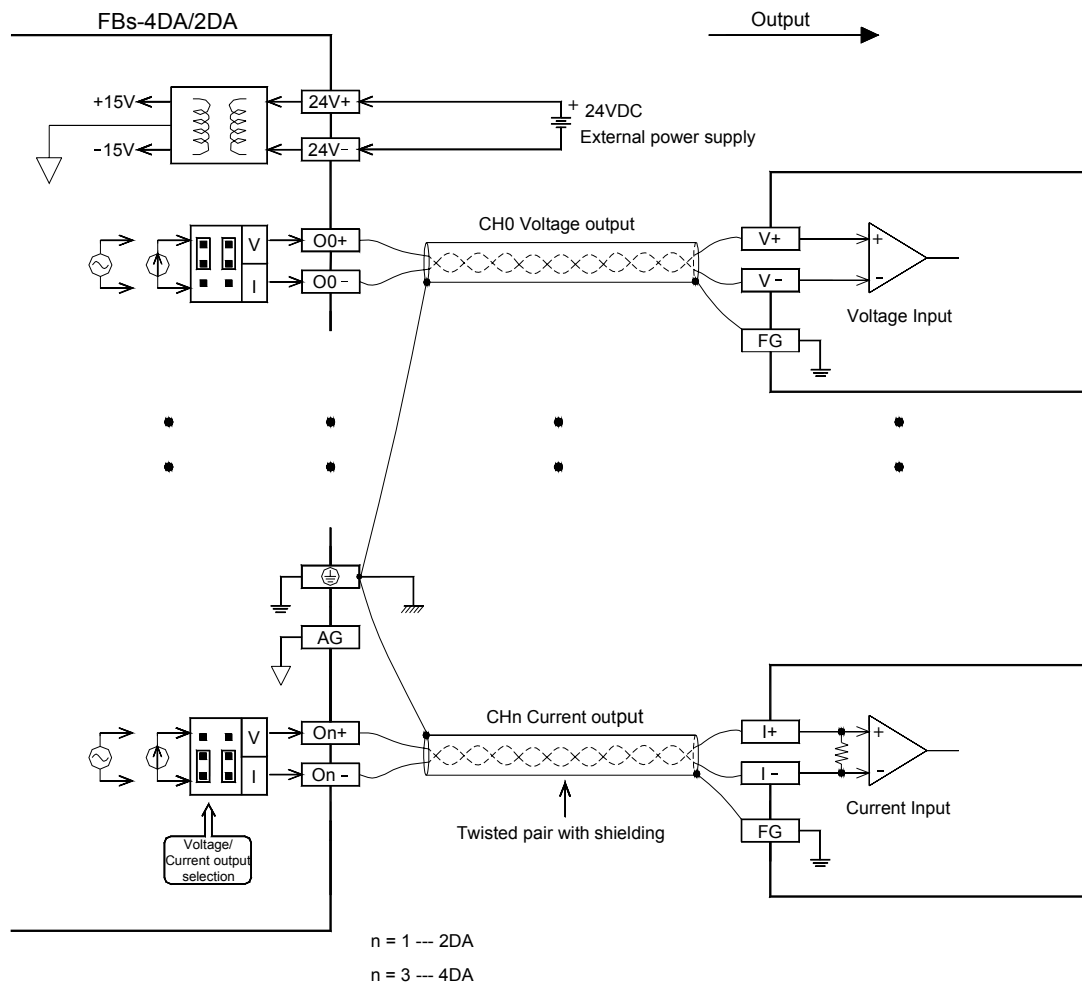 FBs-4DA/2DA
Output
+15V
24V+
+
24VDC
External power supply
−15V
24V−
CH0 Voltage output
V
O0+
V+
+
I
O0−
V−
−
Voltage Input
FG
AG
CHn Current output
V
On+
I+
+
I
On−
I−
−
Current Input
Voltage/
Current output
selection
Twisted pair with shielding
FG
n = 1 --- 2DA
n = 3 --- 4DA